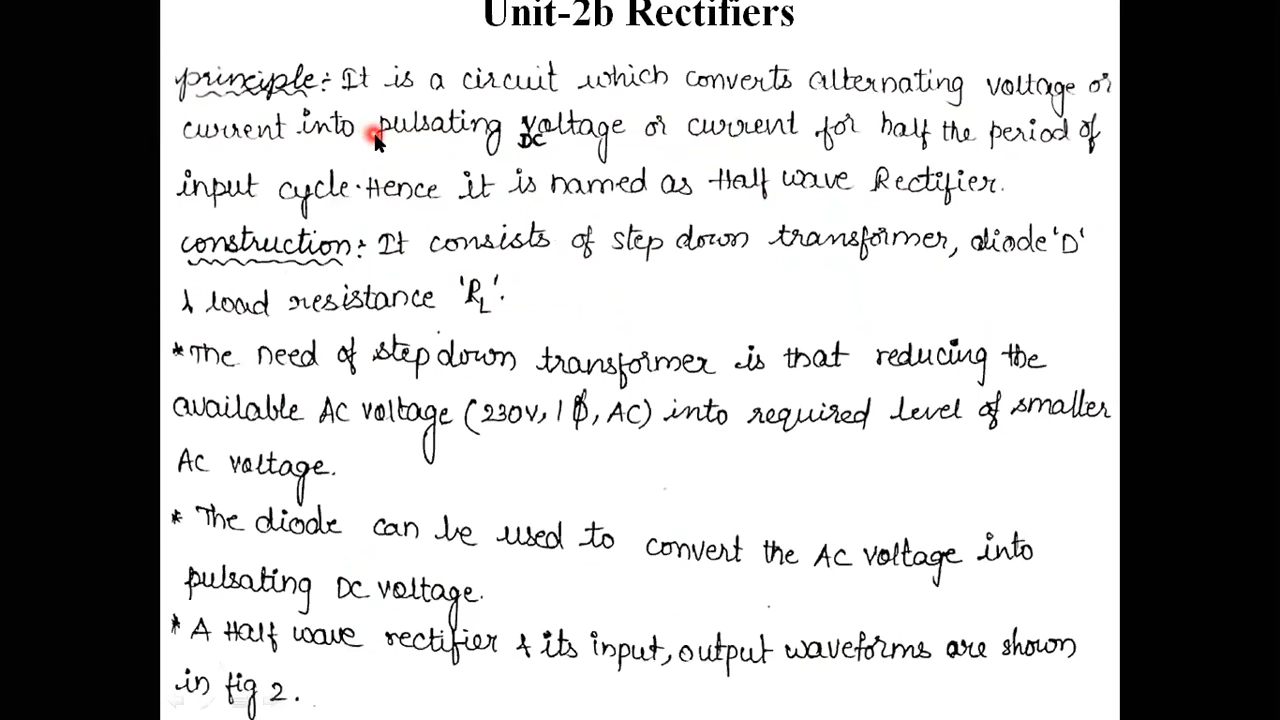 Unit-2b Rectifiers
principle:- It is a circuit which converts alternating voltage or
current into pulsating DC voltage or current for half the period of
input cycle. Hence it is named as Half wave Rectifier.
construction:- It consists of step down transformer, diode 'D'
& load resistance 'RL'.
*The need of step down transformer is that reducing the
available AC voltage (230V, 1ϕ, AC) into required level of smaller
AC voltage.
* The diode can be used to convert the AC voltage into
pulsating DC voltage.
* A Half wave rectifier & its input, output waveforms are shown
in fig 2.